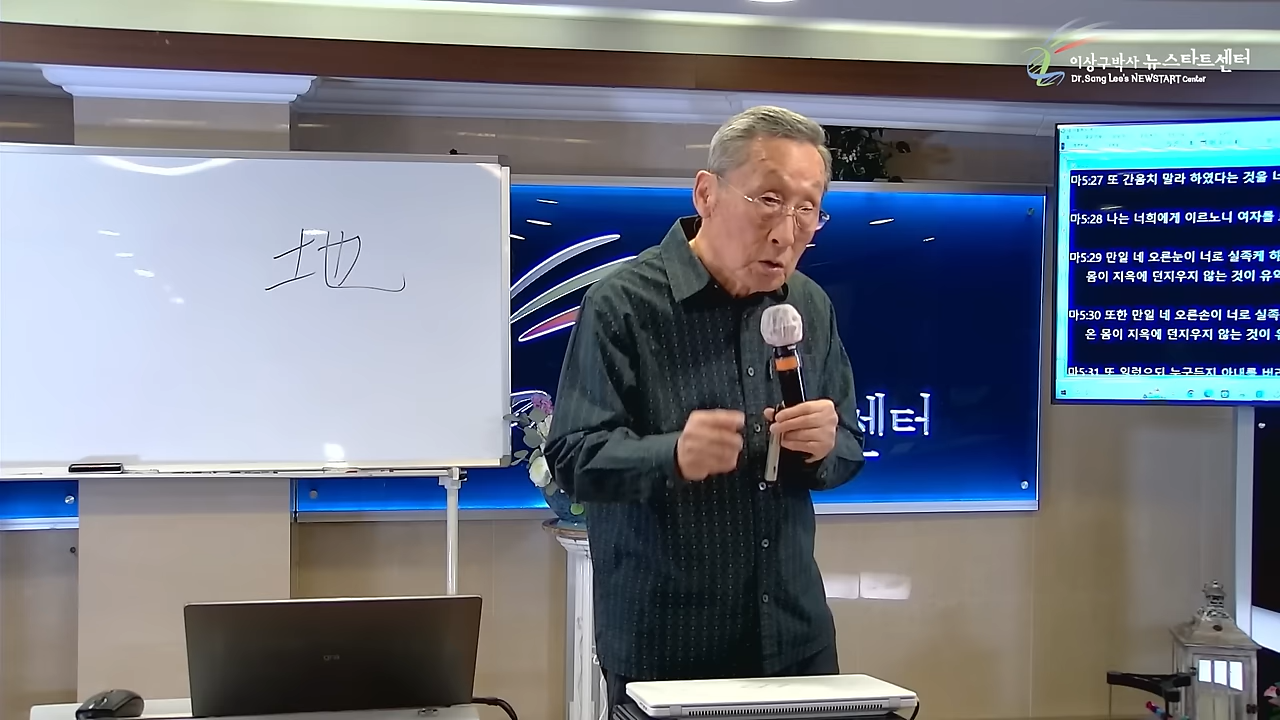 이상구박사 뉴스타트센터
Dr. Sang Lee's NEWSTART Center
地
센터
마5:27 또 간음치 말라 하였다는 것을 너
마5:28 나는 너희에게 이르노니 여자를
마5:29 만일 네 오른눈이 너로 실족케 하
몸이 지옥에 던지우지 않는 것이 유익
마5:30 또한 만일 네 오른손이 너로 실족
온 몸이 지옥에 던지우지 않는 것이
마5:31 또 일렀으되 누구든지 아내를 버리